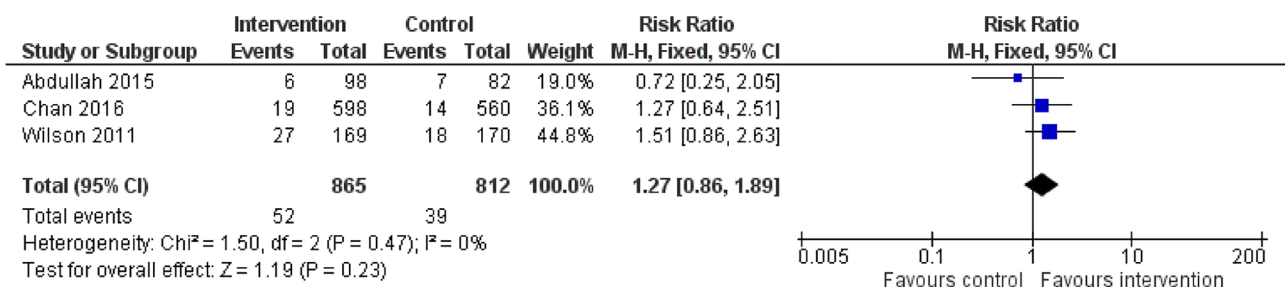 Intervention Control Risk Ratio Risk Ratio
Study or Subgroup Events Total Events Total Weight M-H, Fixed, 95% CI M-H, Fixed, 95% CI
Abdullah 2015 6 98 7 82 19.0% 0.72 [0.25, 2.05]
Chan 2016 19 598 14 560 36.1% 1.27 [0.64, 2.51]
Wilson 2011 27 169 18 170 44.8% 1.51 [0.86, 2.63]
Total (95% CI) 865 812 100.0% 1.27 [0.86, 1.89]
Total events 52 39
Heterogeneity: Chi² = 1.50, df = 2 (P = 0.47); I² = 0%
Test for overall effect: Z = 1.19 (P = 0.23)
0.005 0.1 1 10 200
Favours control Favours intervention